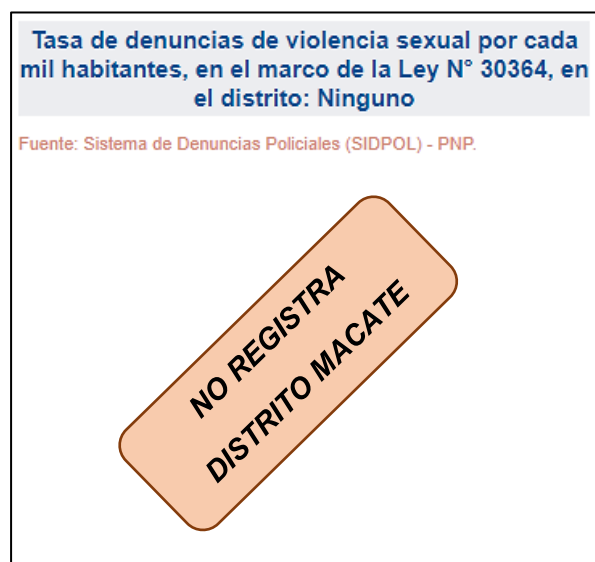 Tasa de denuncias de violencia sexual por cada
mil habitantes, en el marco de la Ley N° 30364, en
el distrito: Ninguno
Fuente: Sistema de Denuncias Policiales (SIDPOL) - PNP.
NO REGISTRA
DISTRITO MACATE